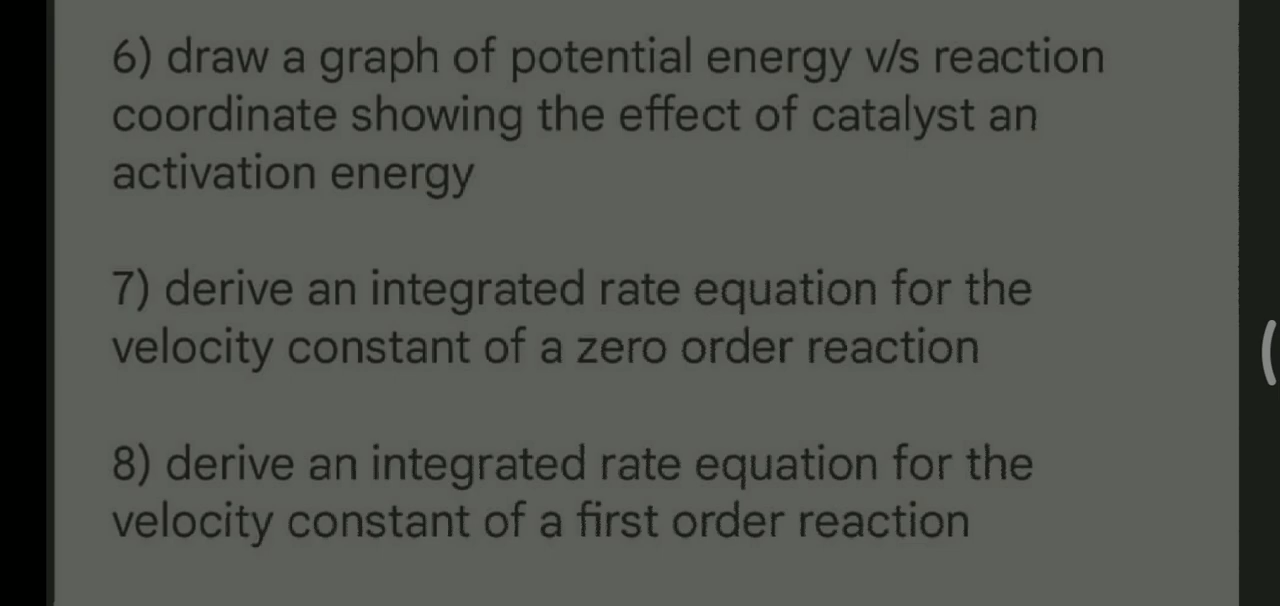 6) draw a graph of potential energy v/s reaction
coordinate showing the effect of catalyst an
activation energy
7) derive an integrated rate equation for the
velocity constant of a zero order reaction
8) derive an integrated rate equation for the
velocity constant of a first order reaction